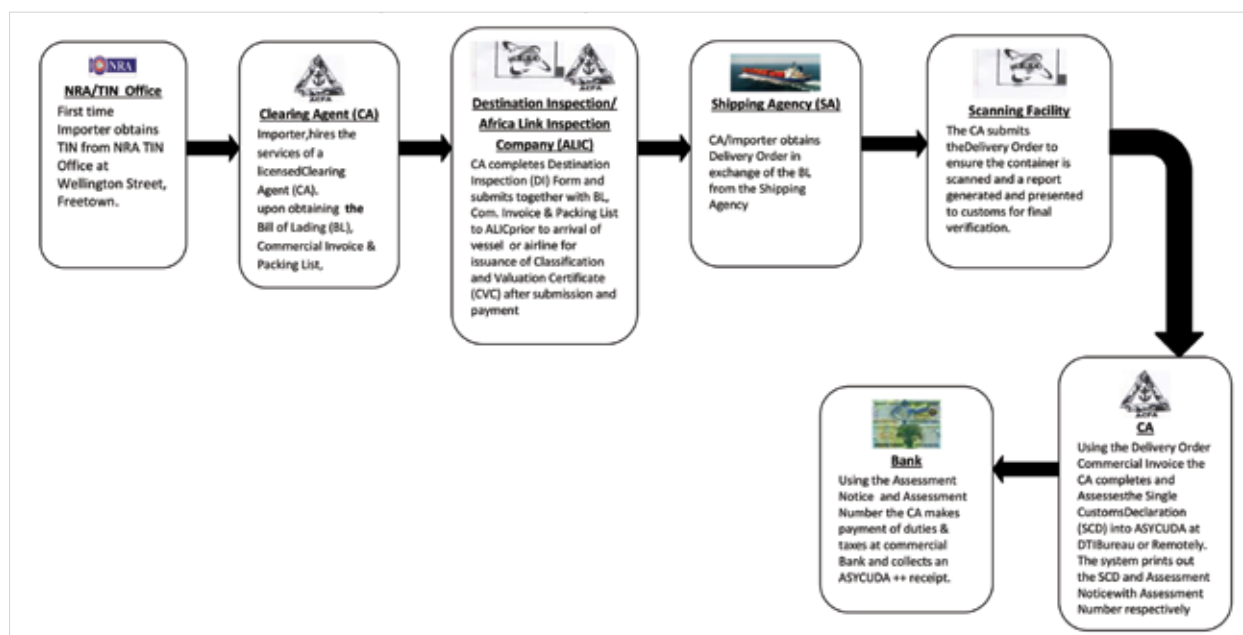 NRA
NRA/TIN Office
First time
Importer obtains
TIN from NRA TIN
Office at
Wellington Street,
Freetown.
ACFA
Clearing Agent (CA)
Importer,hires the
services of a
licensedClearing
Agent (CA).
upon obtaining the
Bill of Lading (BL),
Commercial Invoice &
Packing List,
ACFA
Destination Inspection/
Africa Link Inspection
Company (ALIC)
CA completes Destination
Inspection (DI) Form and
submits together with BL,
Com. Invoice & Packing List
to ALICprior to arrival of
vessel or airline for
issuance of Classification
and Valuation Certificate
(CVC) after submission and
payment
Shipping Agency (SA)
CA/Importer obtains
Delivery Order in
exchange of the BL
from the Shipping
Agency
Scanning Facility
The CA submits
theDelivery Order to
ensure the container is
scanned and a report
generated and presented
to customs for final
verification.
ACFA
CA
Using the Delivery Order
Commercial Invoice the
CA completes and
Assessesthe Single
CustomsDeclaration
(SCD) into ASYCUDA at
DTIBureau or Remotely.
The system prints out
the SCD and Assessment
Noticewith Assessment
Number respectively
Bank
Using the Assessment
Notice and Assessment
Number the CA makes
payment of duties &
taxes at commercial
Bank and collects an
ASYCUDA ++ receipt.